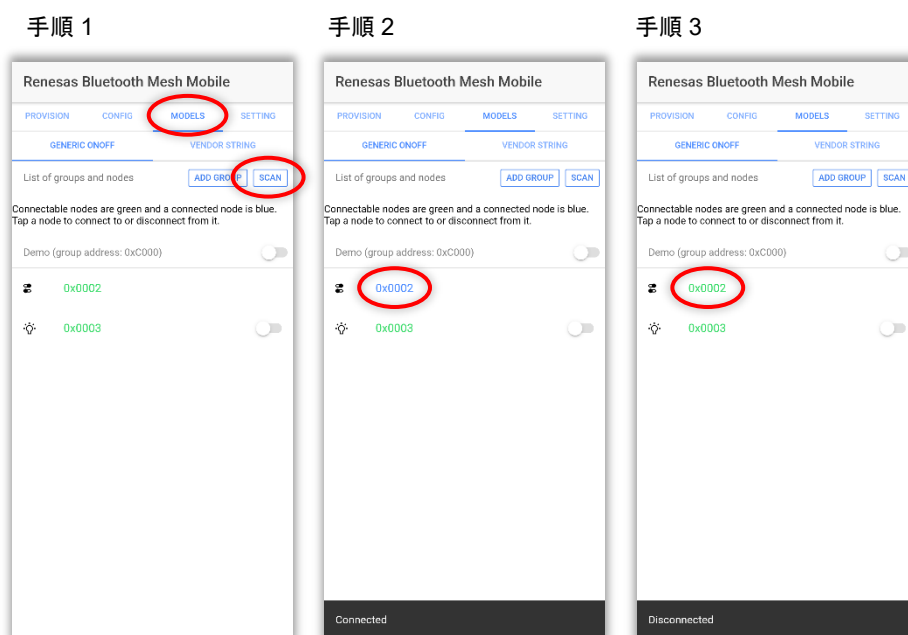 手順 1
Renesas Bluetooth Mesh Mobile
PROVISION CONFIG MODELS SETTING
GENERIC ONOFF VENDOR STRING
List of groups and nodes ADD GROUP SCAN
Connectable nodes are green and a connected node is blue.
Tap a node to connect to or disconnect from it.
Demo (group address: 0xC000)
0x0002
0x0003
手順 2
Renesas Bluetooth Mesh Mobile
PROVISION CONFIG MODELS SETTING
GENERIC ONOFF VENDOR STRING
List of groups and nodes ADD GROUP SCAN
Connectable nodes are green and a connected node is blue.
Tap a node to connect to or disconnect from it.
Demo (group address: 0xC000)
0x0002
0x0003
Connected
手順 3
Renesas Bluetooth Mesh Mobile
PROVISION CONFIG MODELS SETTING
GENERIC ONOFF VENDOR STRING
List of groups and nodes ADD GROUP SCAN
Connectable nodes are green and a connected node is blue.
Tap a node to connect to or disconnect from it.
Demo (group address: 0xC000)
0x0002
0x0003
Disconnected